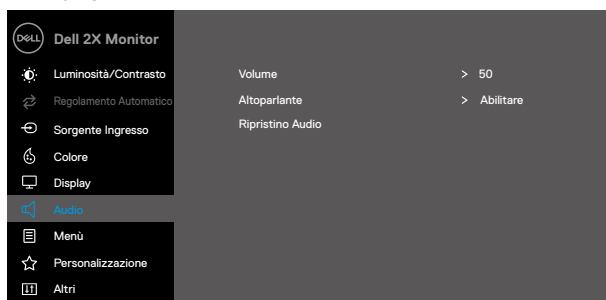 DELL Dell 2X Monitor
Luminosità/Contrasto Volume > 50
Regolamento Automatico Altoparlante > Abilitare
Sorgente Ingresso Ripristino Audio
Colore
Display
Audio
Menù
Personalizzazione
Altri